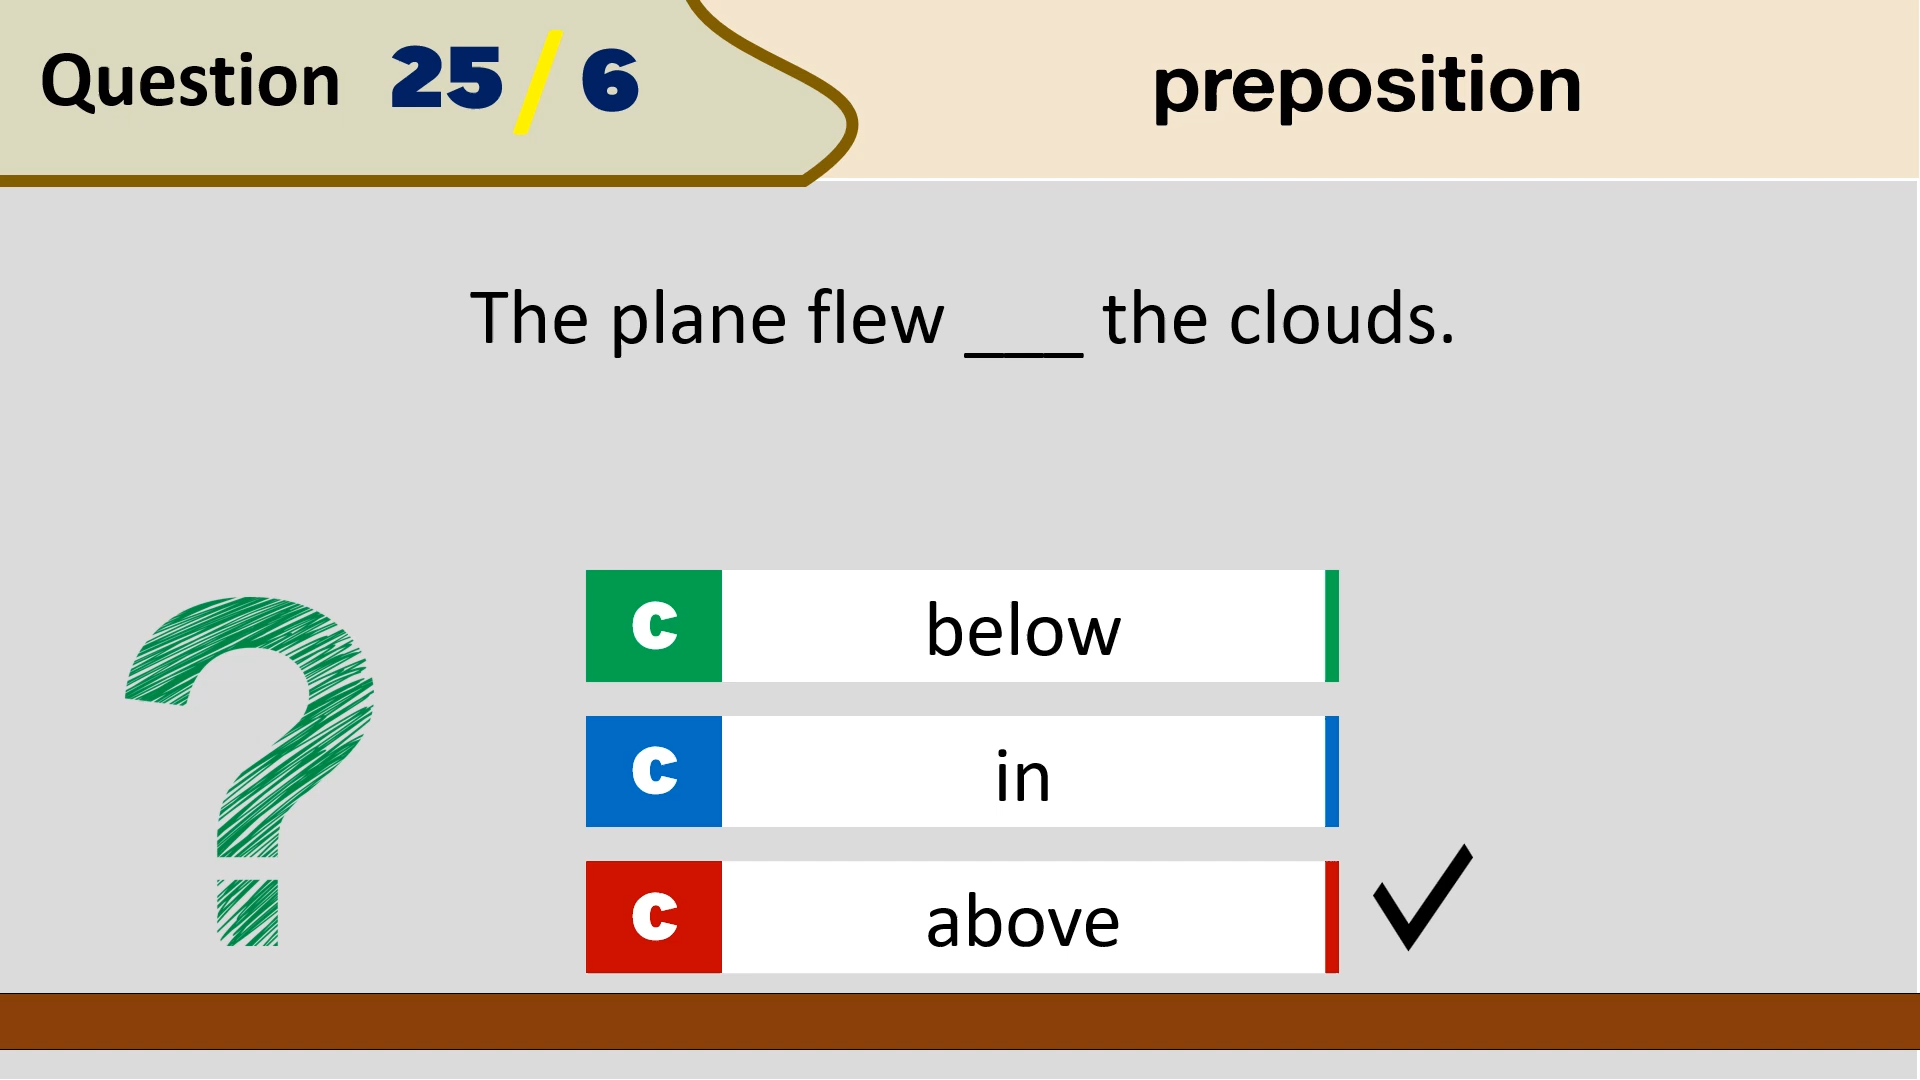 Question 25/6
preposition
The plane flew ___ the clouds.
C below
C in
C above